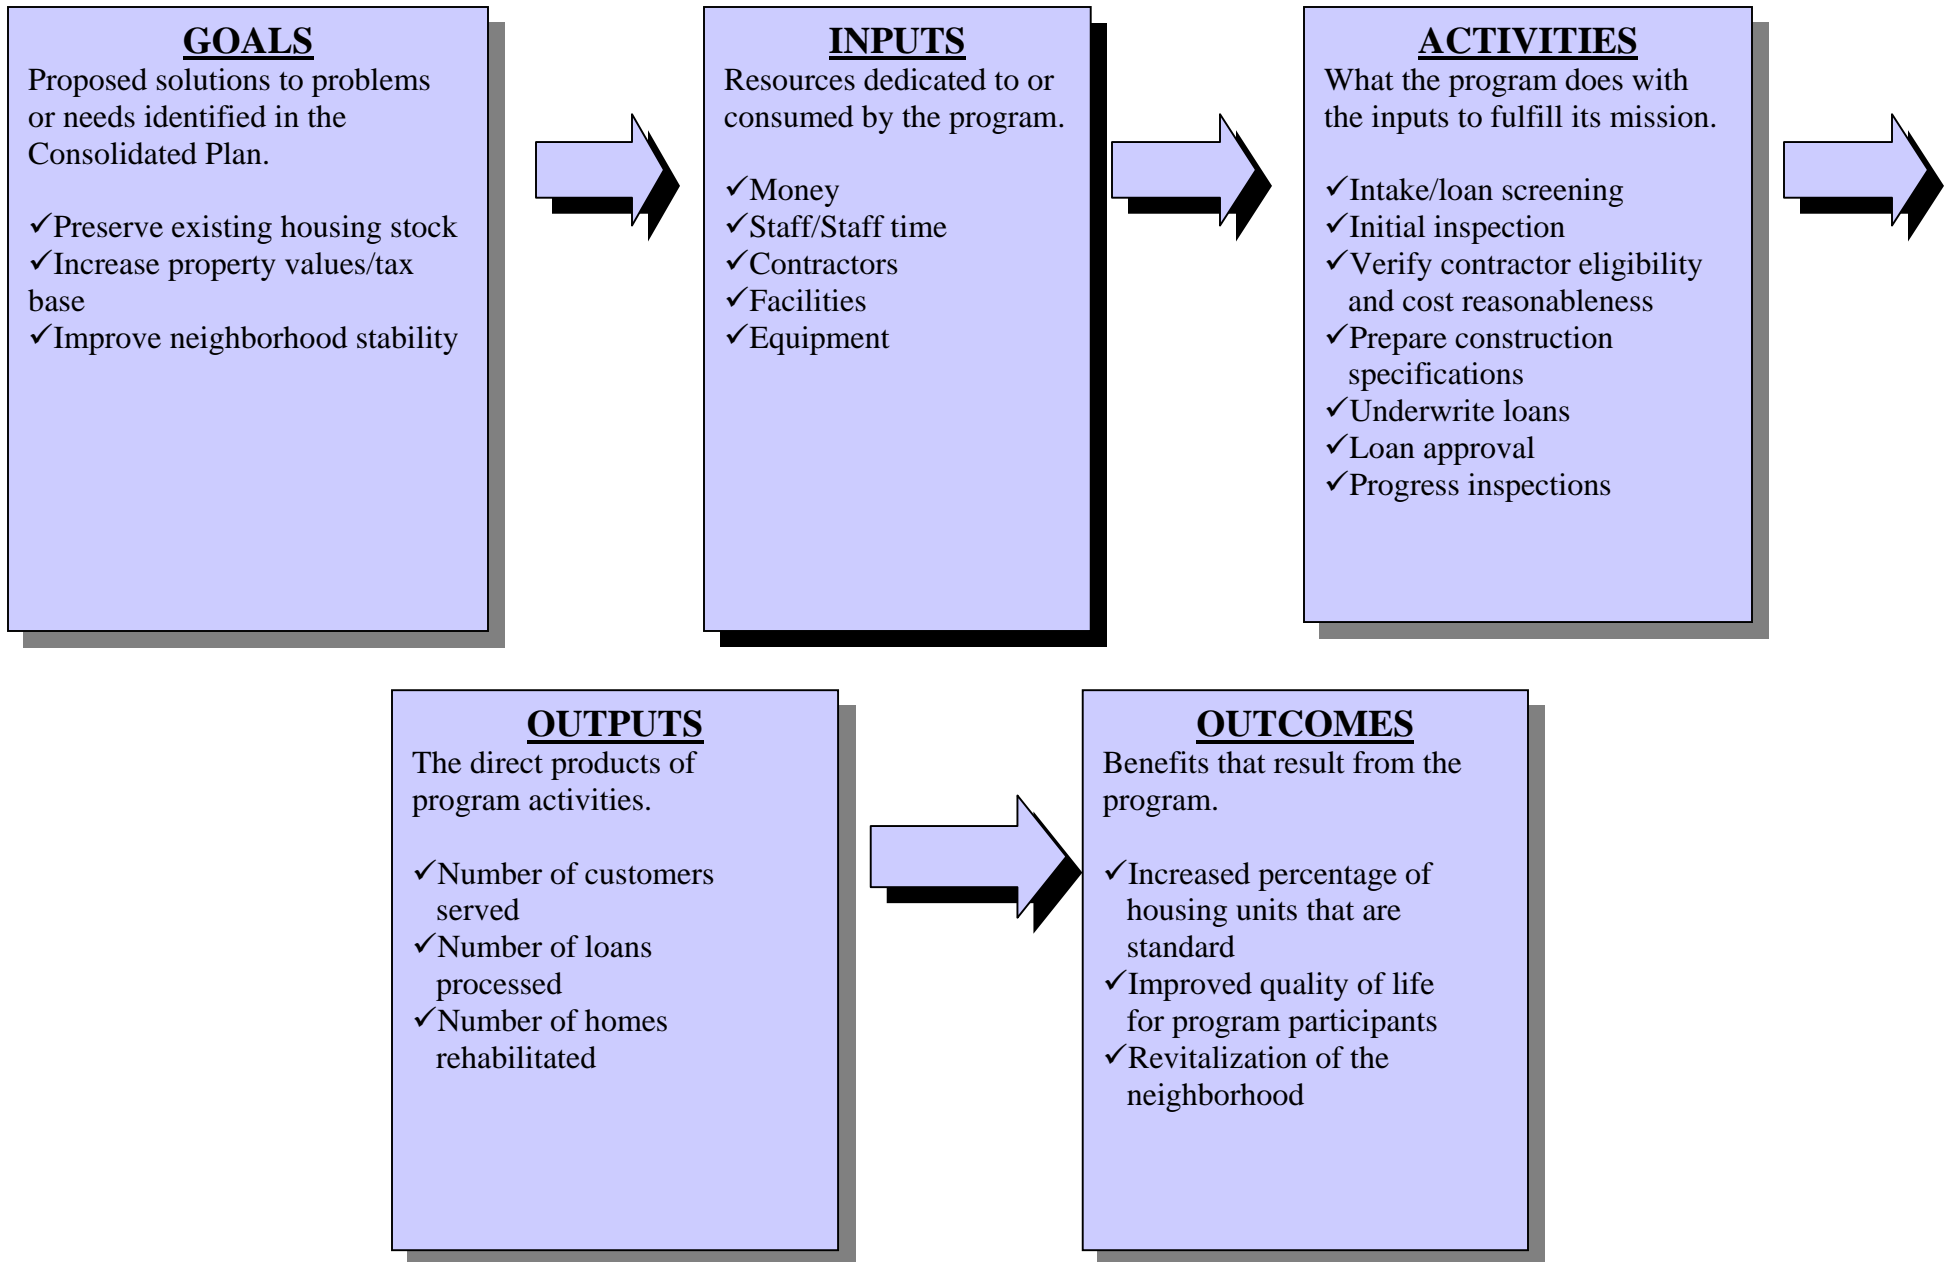 GOALS
Proposed solutions to problems
or needs identified in the
Consolidated Plan.
✓Preserve existing housing stock
✓Increase property values/tax
base
✓Improve neighborhood stability
INPUTS
Resources dedicated to or
consumed by the program.
✓Money
✓Staff/Staff time
✓Contractors
✓Facilities
✓Equipment
ACTIVITIES
What the program does with
the inputs to fulfill its mission.
✓Intake/loan screening
✓Initial inspection
✓Verify contractor eligibility
and cost reasonableness
✓Prepare construction
specifications
✓Underwrite loans
✓Loan approval
✓Progress inspections
OUTPUTS
The direct products of
program activities.
✓Number of customers
served
✓Number of loans
processed
✓Number of homes
rehabilitated
OUTCOMES
Benefits that result from the
program.
✓Increased percentage of
housing units that are
standard
✓Improved quality of life
for program participants
✓Revitalization of the
neighborhood